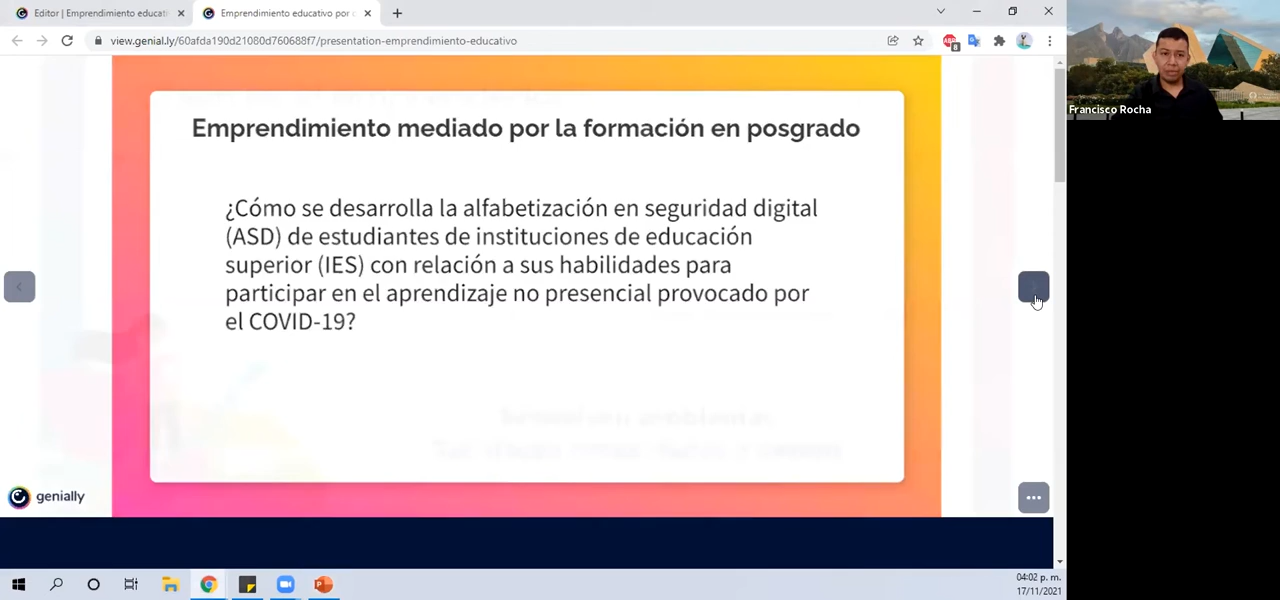 Editor | Emprendimiento educati
Emprendimiento educativo por c
view.genial.ly/60afda190d21080d760688f7/presentation-emprendimiento-educativo
8
Francisco Rocha
Emprendimiento mediado por la formación en posgrado
¿Cómo se desarrolla la alfabetización en seguridad digital
(ASD) de estudiantes de instituciones de educación
superior (IES) con relación a sus habilidades para
participar en el aprendizaje no presencial provocado por
el COVID-19?
genially
04:02 p. m.
17/11/2021